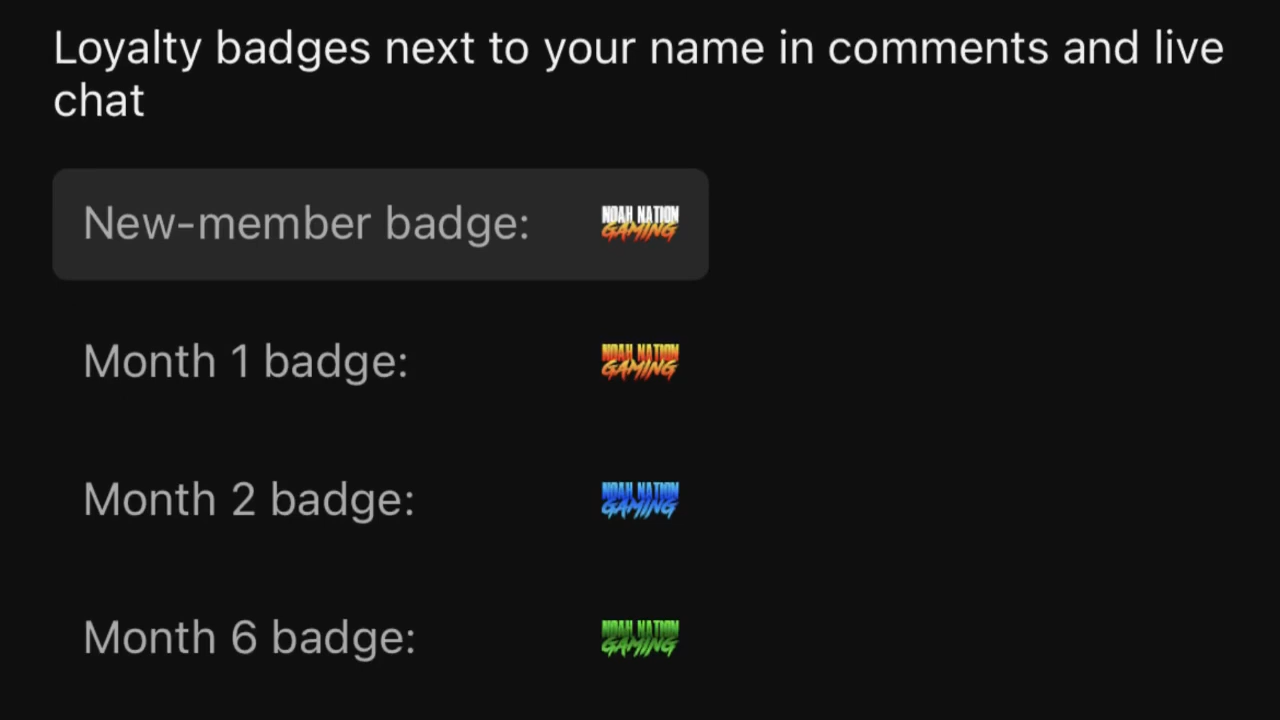 Loyalty badges next to your name in comments and live
chat
New-member badge:
NOAH NATION
GAMING
Month 1 badge:
NOAH NATION
GAMING
Month 2 badge:
NOAH NATION
GAMING
Month 6 badge:
NOAH NATION
GAMING